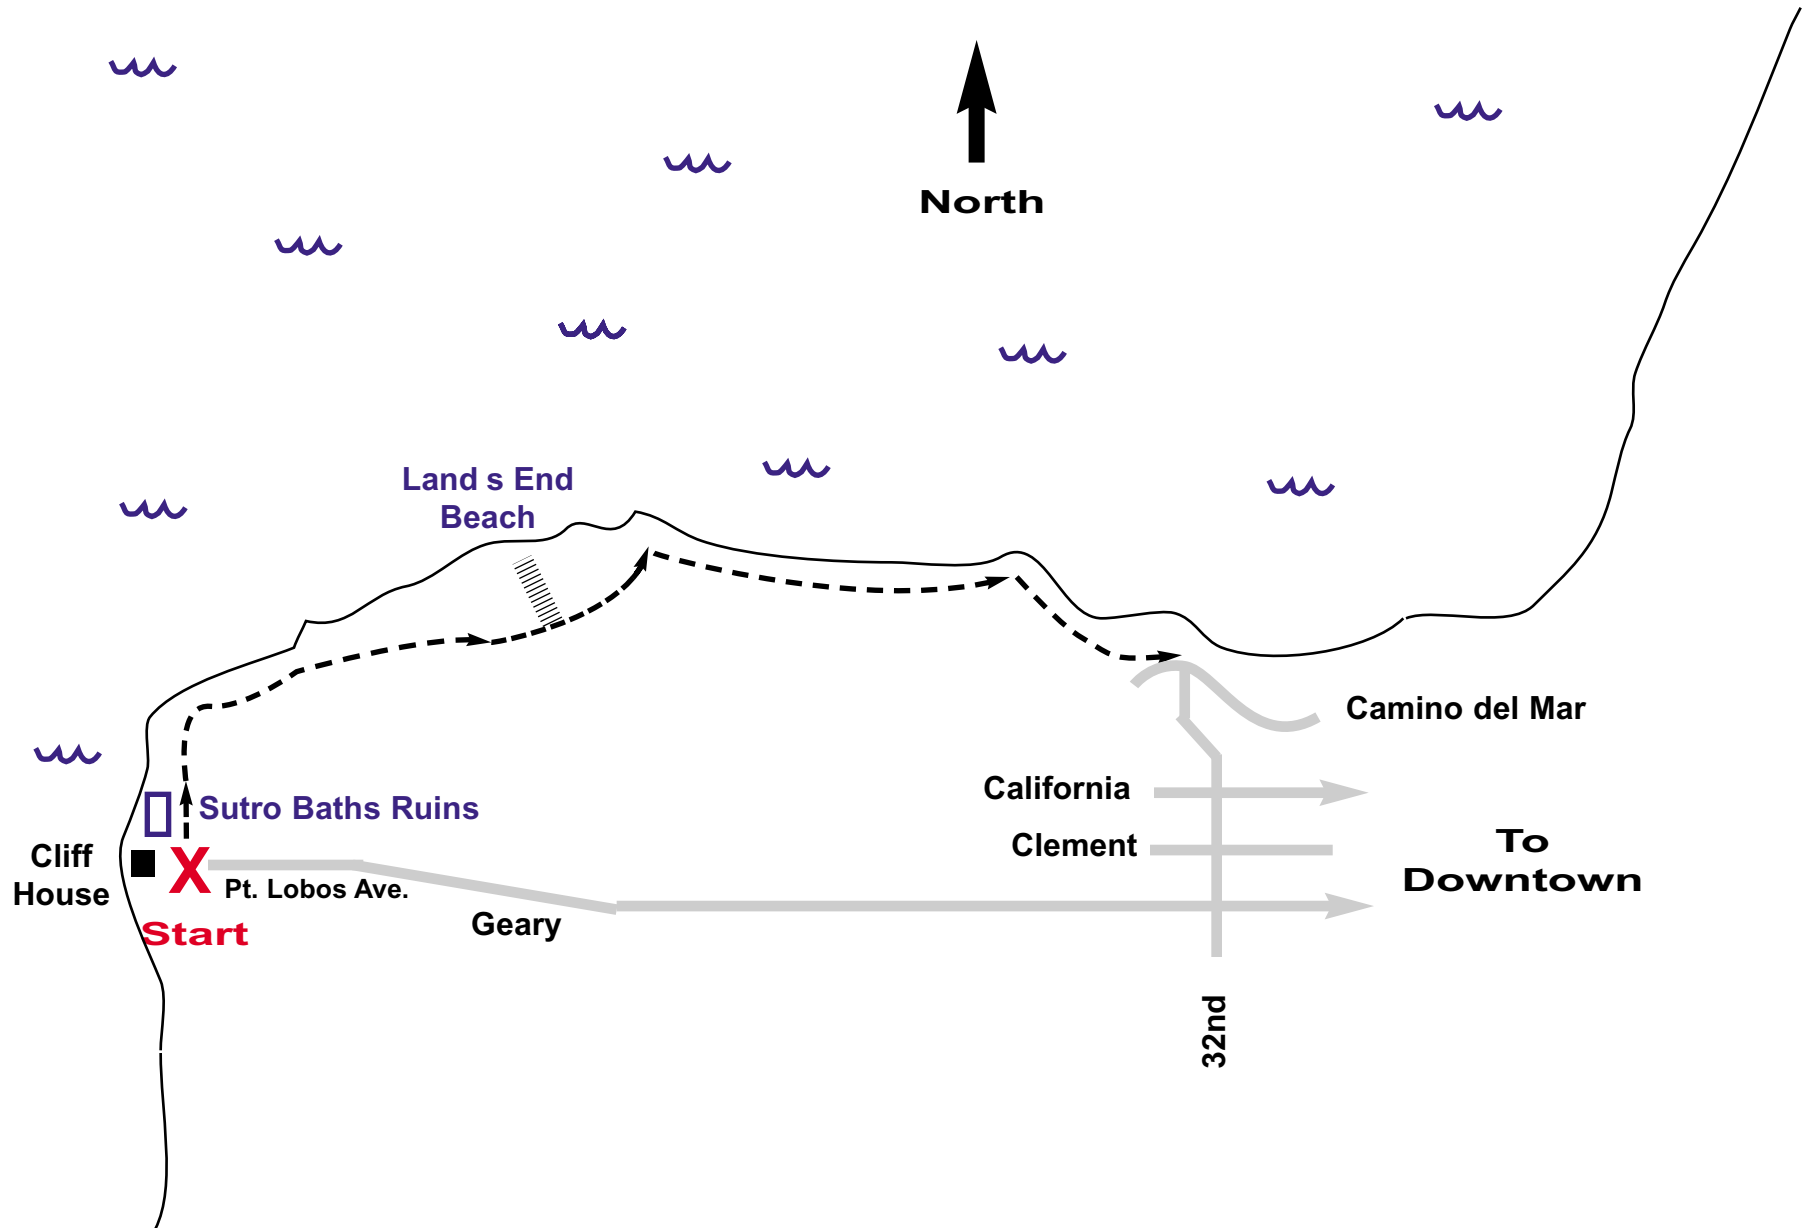 North
Land s End
Beach
Camino del Mar
California
Sutro Baths Ruins
Clement
To
Downtown
Cliff
House
X
Pt. Lobos Ave.
Geary
Start
32nd